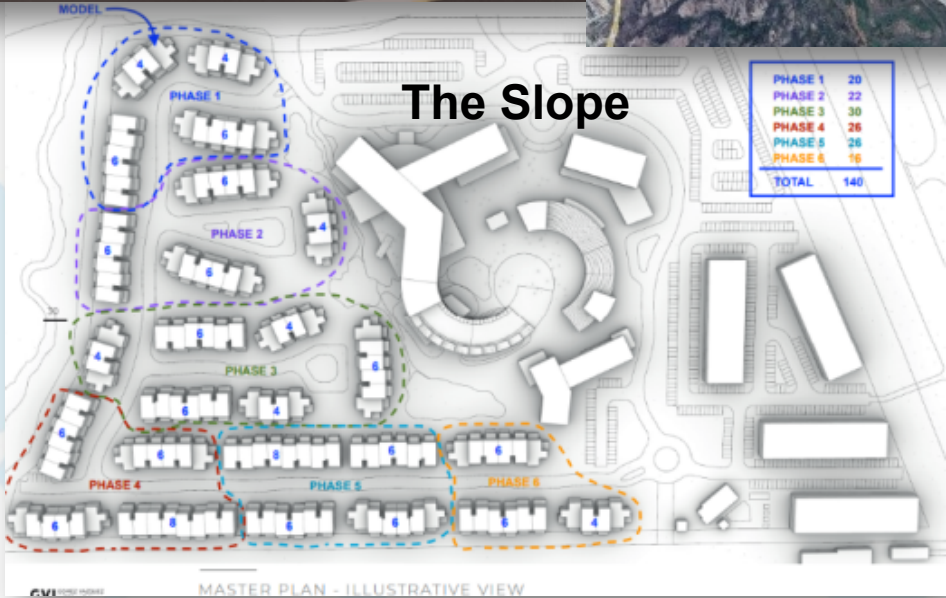 MODEL
The Slope
PHASE 1 20
PHASE 2 22
PHASE 3 30
PHASE 4 26
PHASE 5 26
PHASE 6 16
TOTAL 140
4
4
PHASE 1
6
6
6
4
PHASE 2
6
6
30
6
4
4
6
PHASE 3
6
4
6
6
8
6
6
PHASE 4
PHASE 5
PHASE 6
6
8
6
6
6
4
GVI
MASTER PLAN - ILLUSTRATIVE VIEW